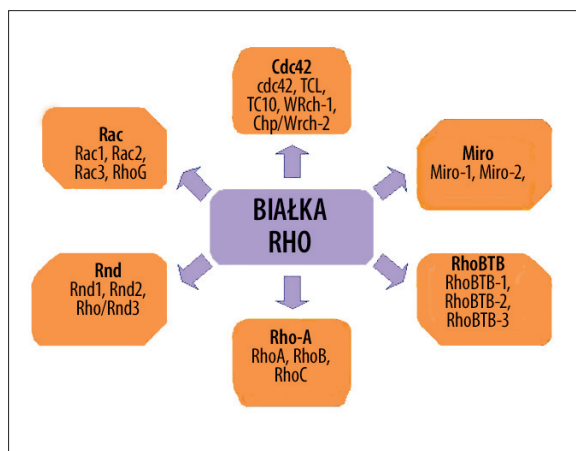 Cdc42
cdc42, TCL,
TC10, WRch-1,
Chp/Wrch-2
Rac
Rac1, Rac2,
Rac3, RhoG
Miro
Miro-1, Miro-2,
BIAŁKA
RHO
Rnd
Rnd1, Rnd2,
Rho/Rnd3
RhoBTB
RhoBTB-1,
RhoBTB-2,
RhoBTB-3
Rho-A
RhoA, RhoB,
RhoC